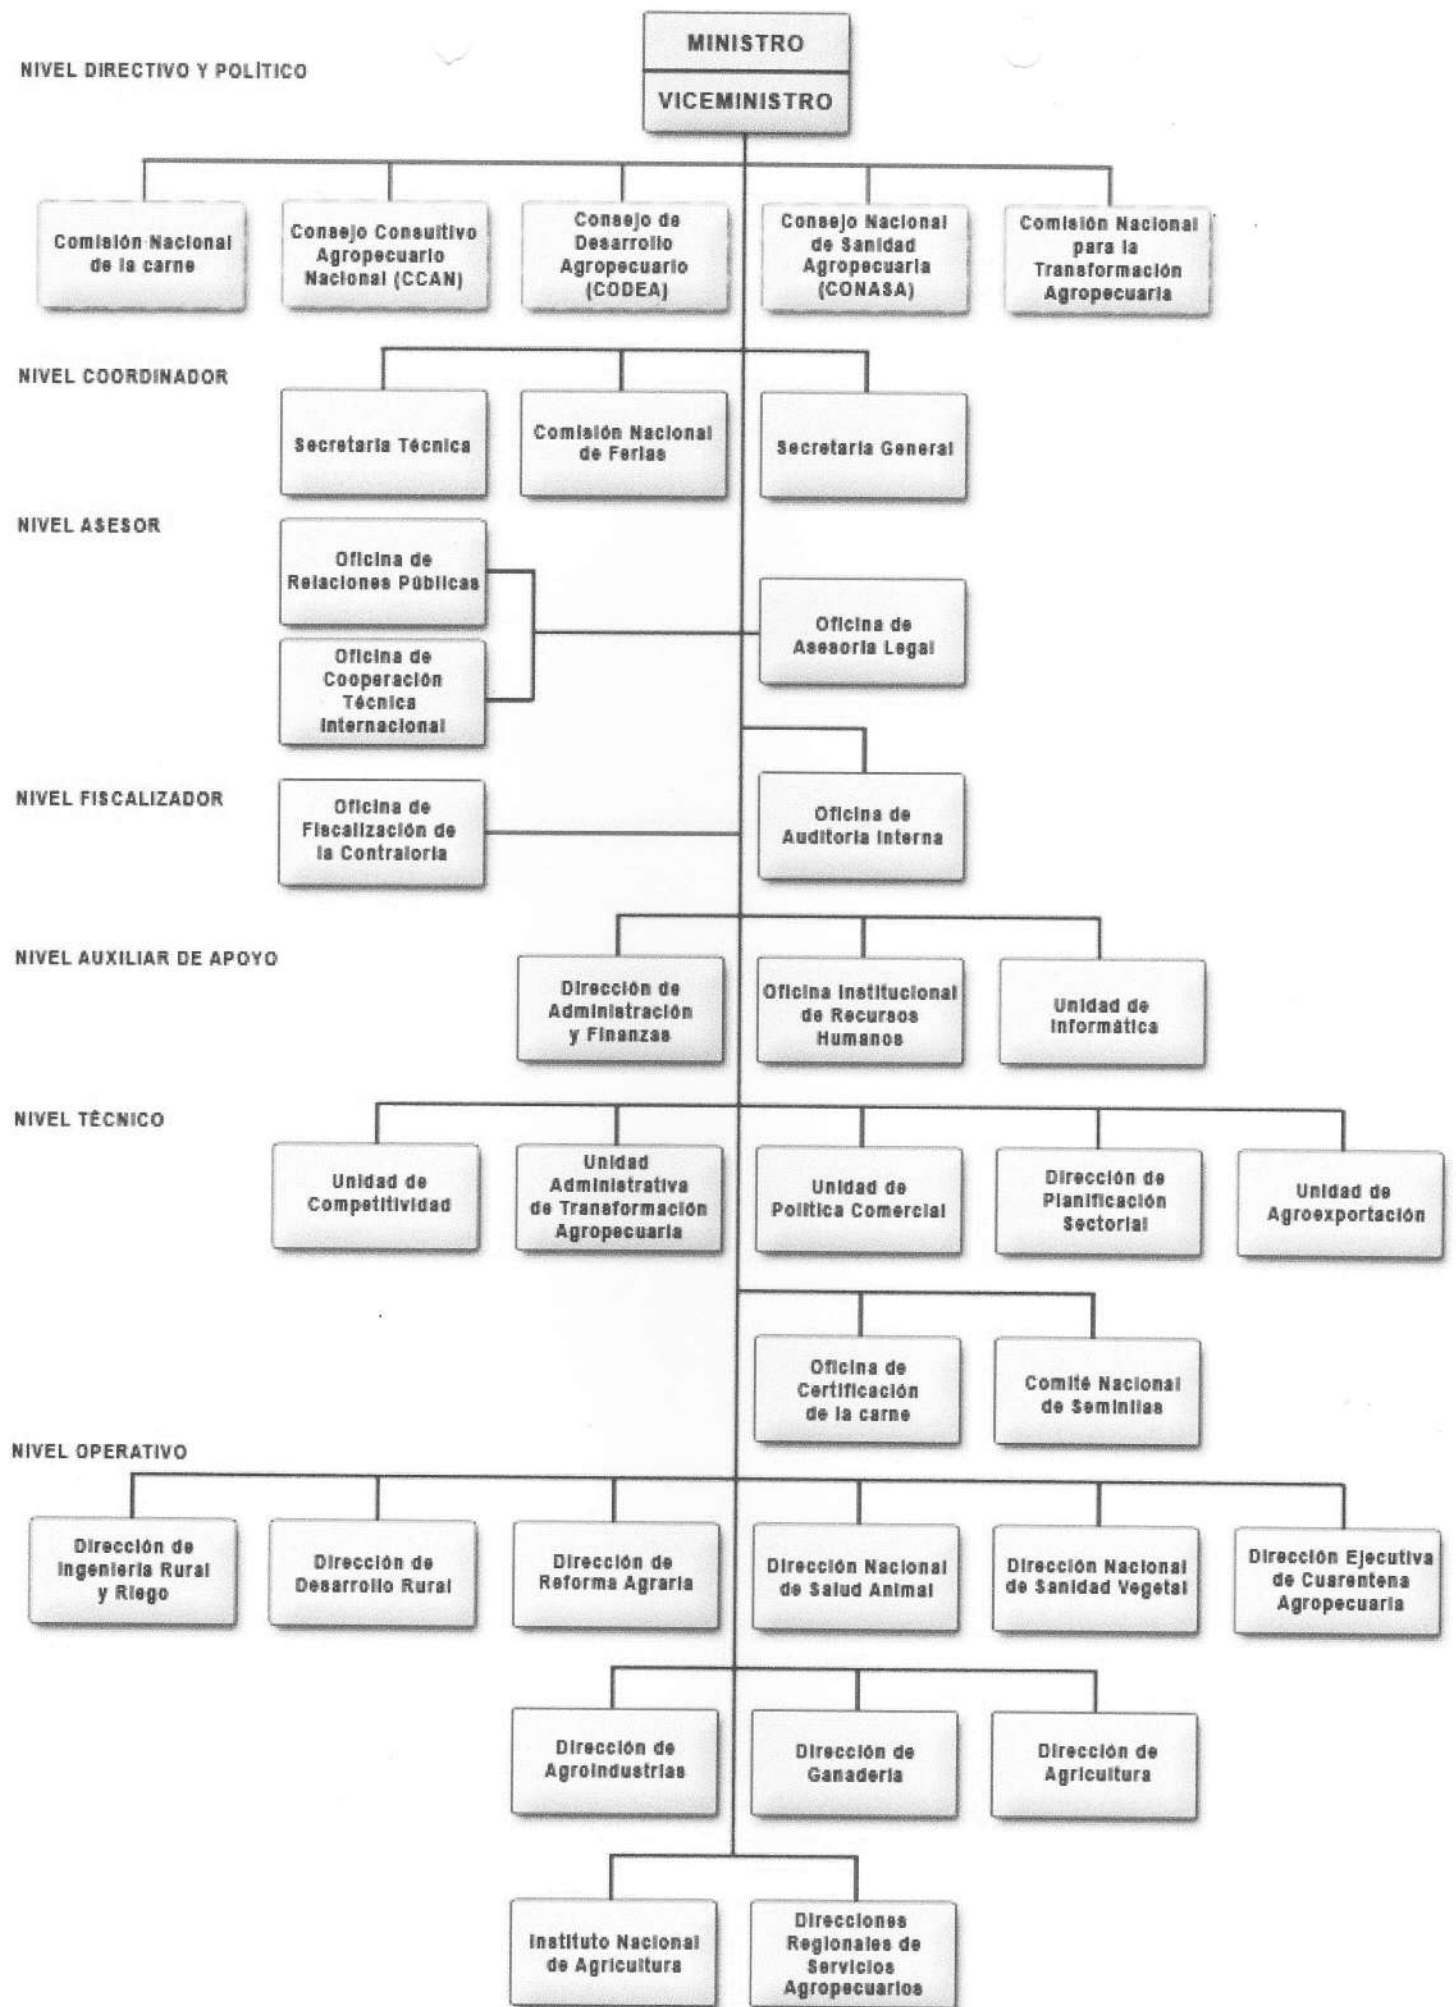 NIVEL DIRECTIVO Y POLÍTICO
MINISTRO
VICEMINISTRO
Comisión Nacional
de la carne
Consejo Consultivo
Agropecuario
Nacional (CCAN)
Consejo de
Desarrollo
Agropecuario
(CODEA)
Consejo Nacional
de Sanidad
Agropecuaria
(CONASA)
Comisión Nacional
para la
Transformación
Agropecuaria
NIVEL COORDINADOR
Secretaria Técnica
Comisión Nacional
de Ferias
Secretaria General
NIVEL ASESOR
Oficina de
Relaciones Públicas
Oficina de
Cooperación
Técnica
Internacional
Oficina de
Asesoria Legal
NIVEL FISCALIZADOR
Oficina de
Fiscalización de
la Contraloria
Oficina de
Auditoria Interna
NIVEL AUXILIAR DE APOYO
Dirección de
Administración
y Finanzas
Oficina Institucional
de Recursos
Humanos
Unidad de
Informática
NIVEL TÉCNICO
Unidad de
Competitividad
Unidad
Administrativa
de Transformación
Agropecuaria
Unidad de
Política Comercial
Dirección de
Planificación
Sectorial
Unidad de
Agroexportación
Oficina de
Certificación
de la carne
Comité Nacional
de Seminllas
NIVEL OPERATIVO
Dirección de
Ingenieria Rural
y Riego
Dirección de
Desarrollo Rural
Dirección de
Reforma Agraria
Dirección Nacional
de Salud Animal
Dirección Nacional
de Sanidad Vegetal
Dirección Ejecutiva
de Cuarentena
Agropecuaria
Dirección de
Agroindustrias
Dirección de
Ganaderia
Dirección de
Agricultura
Instituto Nacional
de Agricultura
Direcciones
Regionales de
Servicios
Agropecuarios